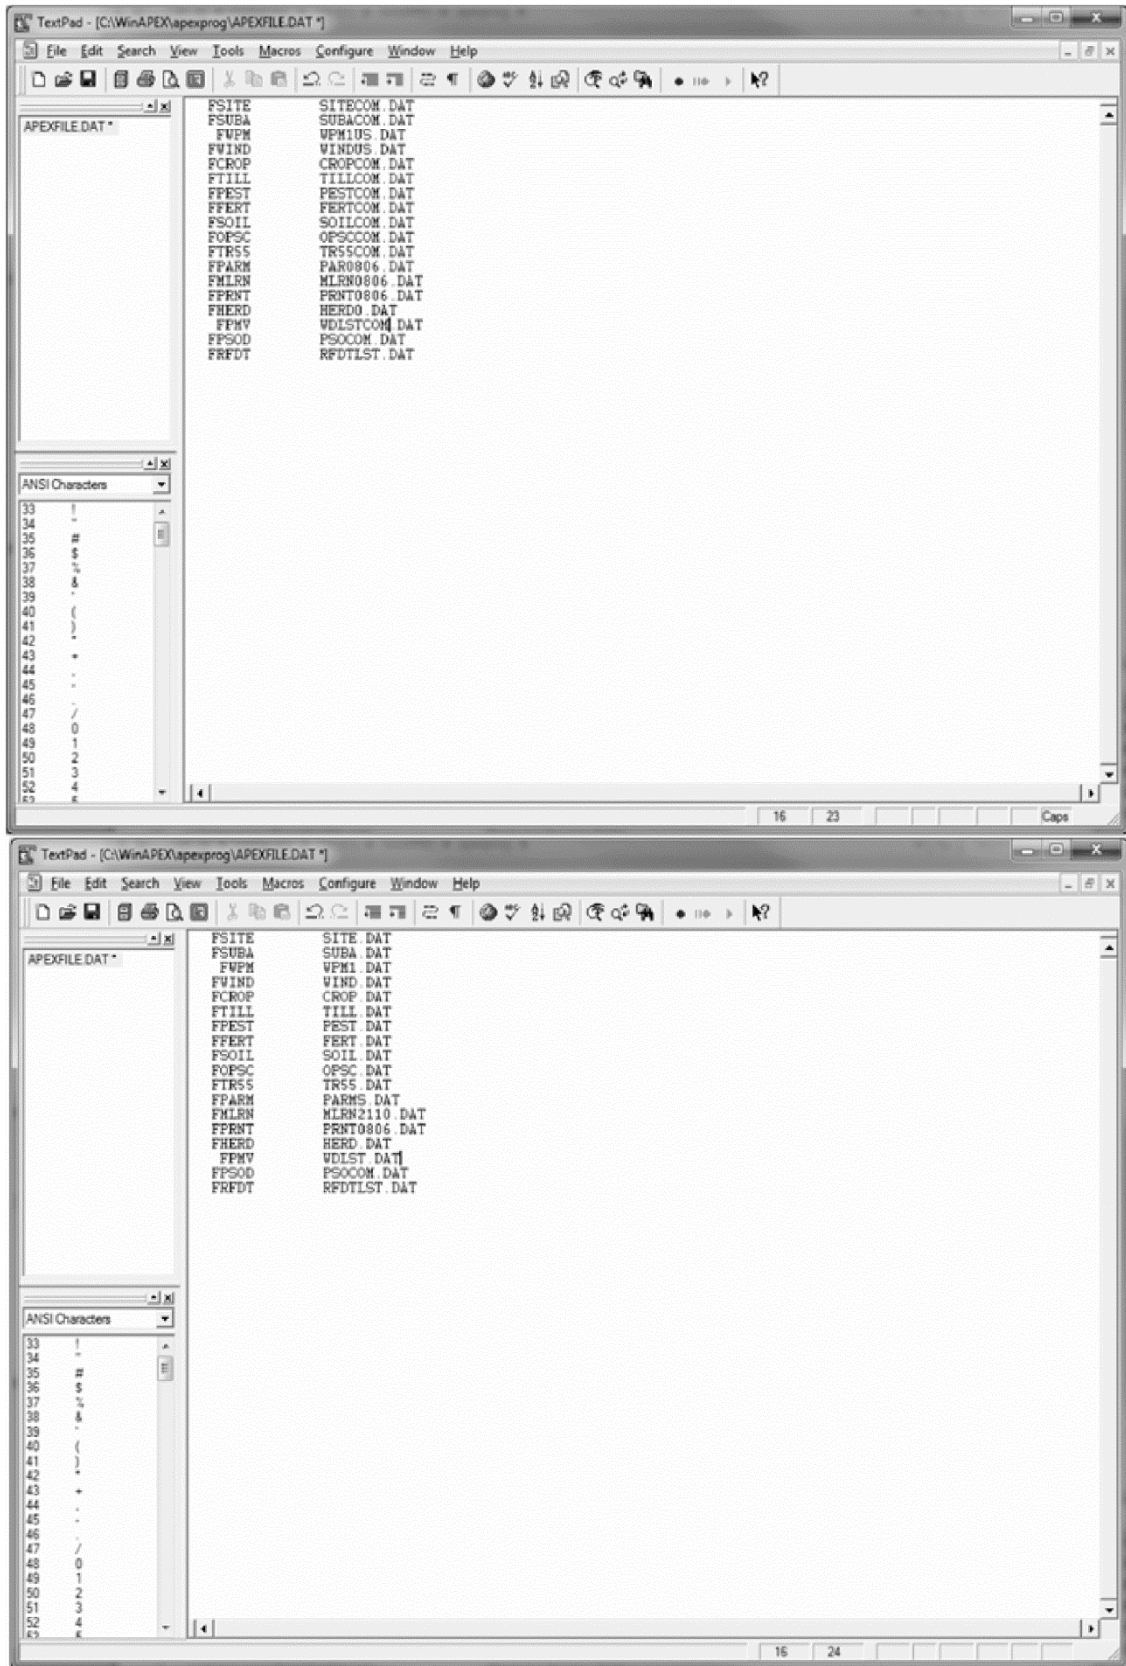 TextPad - [C:\WinAPEX\apexprog\APEXFILE.DAT *]
File Edit Search View Tools Macros Configure Window Help
APEXFILE.DAT *
FSITE SITECOM.DAT
FSUBA SUBACOM.DAT
FWPM WPM1US.DAT
FWIND WINDUS.DAT
FCROP CROPCOM.DAT
FTILL TILLCOM.DAT
FPEST PESTCOM.DAT
FFERT FERTCOM.DAT
FSOIL SOILCOM.DAT
FOPSC OPSCCOM.DAT
FTR55 TR55COM.DAT
FPARM PAR0806.DAT
FMLRN MLRN0806.DAT
FPRNT PRNT0806.DAT
FHERD HERD0.DAT
FPMV WDLSTCOM.DAT
FPSOD PSOCOM.DAT
FRFDT RFDTLST.DAT
ANSI Characters
33 !
34 "
35 #
36 $
37 %
38 &
39 '
40 (
41 )
42 *
43 +
44 ,
45 -
46 .
47 /
48 0
49 1
50 2
51 3
52 4
53 5
16 23 Caps
TextPad - [C:\WinAPEX\apexprog\APEXFILE.DAT *]
File Edit Search View Tools Macros Configure Window Help
APEXFILE.DAT *
FSITE SITE.DAT
FSUBA SUBA.DAT
FWPM WPM1.DAT
FWIND WIND.DAT
FCROP CROP.DAT
FTILL TILL.DAT
FPEST PEST.DAT
FFERT FERT.DAT
FSOIL SOIL.DAT
FOPSC OPSC.DAT
FTR55 TR55.DAT
FPARM PARMS.DAT
FMLRN MLRN2110.DAT
FPRNT PRNT0806.DAT
FHERD HERD.DAT
FPMV WDLST.DAT
FPSOD PSOCOM.DAT
FRFDT RFDTLST.DAT
ANSI Characters
33 !
34 "
35 #
36 $
37 %
38 &
39 '
40 (
41 )
42 *
43 +
44 ,
45 -
46 .
47 /
48 0
49 1
50 2
51 3
52 4
53 5
16 24